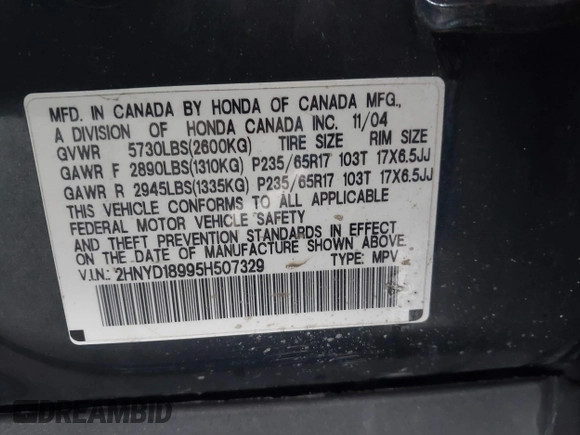 MFD. IN CANADA BY HONDA OF CANADA MFG.,
A DIVISION OF HONDA CANADA INC. 11/04
GVWR 5730LBS(2600KG) TIRE SIZE RIM SIZE
GAWR F 2890LBS(1310KG) P235/65R17 103T 17X6.5JJ
GAWR R 2945LBS(1335KG) P235/65R17 103T 17X6.5JJ
THIS VEHICLE CONFORMS TO ALL APPLICABLE
FEDERAL MOTOR VEHICLE SAFETY
AND THEFT PREVENTION STANDARDS IN EFFECT
ON THE DATE OF MANUFACTURE SHOWN ABOVE.
V.I.N.: 2HNYD18995H507329 TYPE: MPV
DREAMBID